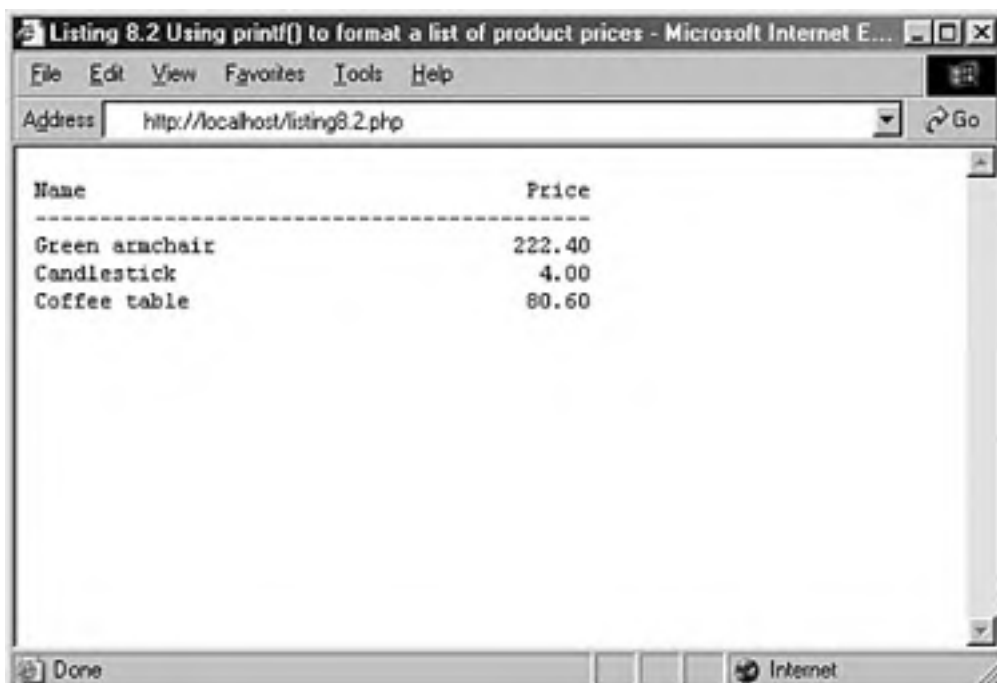 Listing 8.2 Using printf() to format a list of product prices - Microsoft Internet E...
File Edit View Favorites Tools Help
Address http://localhost/listing8.2.php Go
Name Price
-------------------------------------------
Green armchair 222.40
Candlestick 4.00
Coffee table 80.60
Done Internet